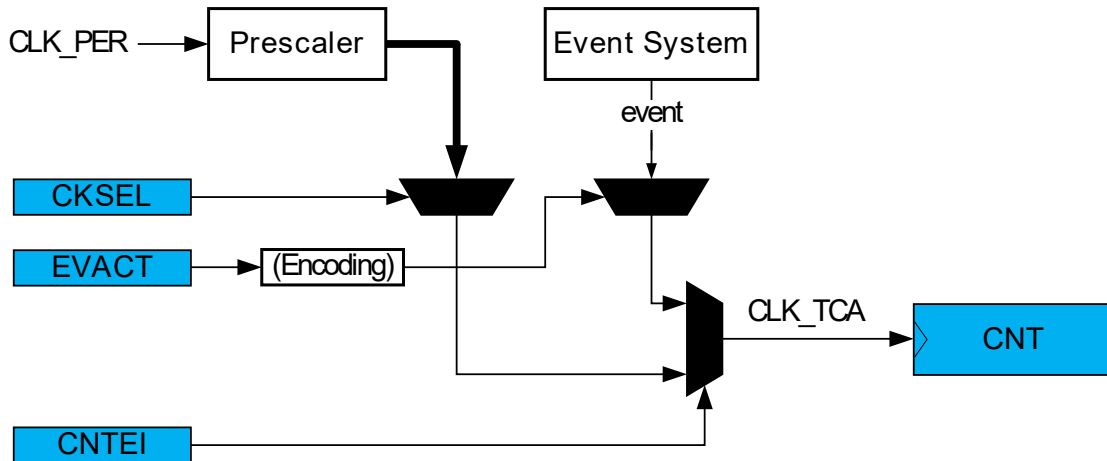 CLK_PER
Prescaler
Event System
event
CKSEL
EVACT
(Encoding)
CLK_TCA
CNT
CNTEI